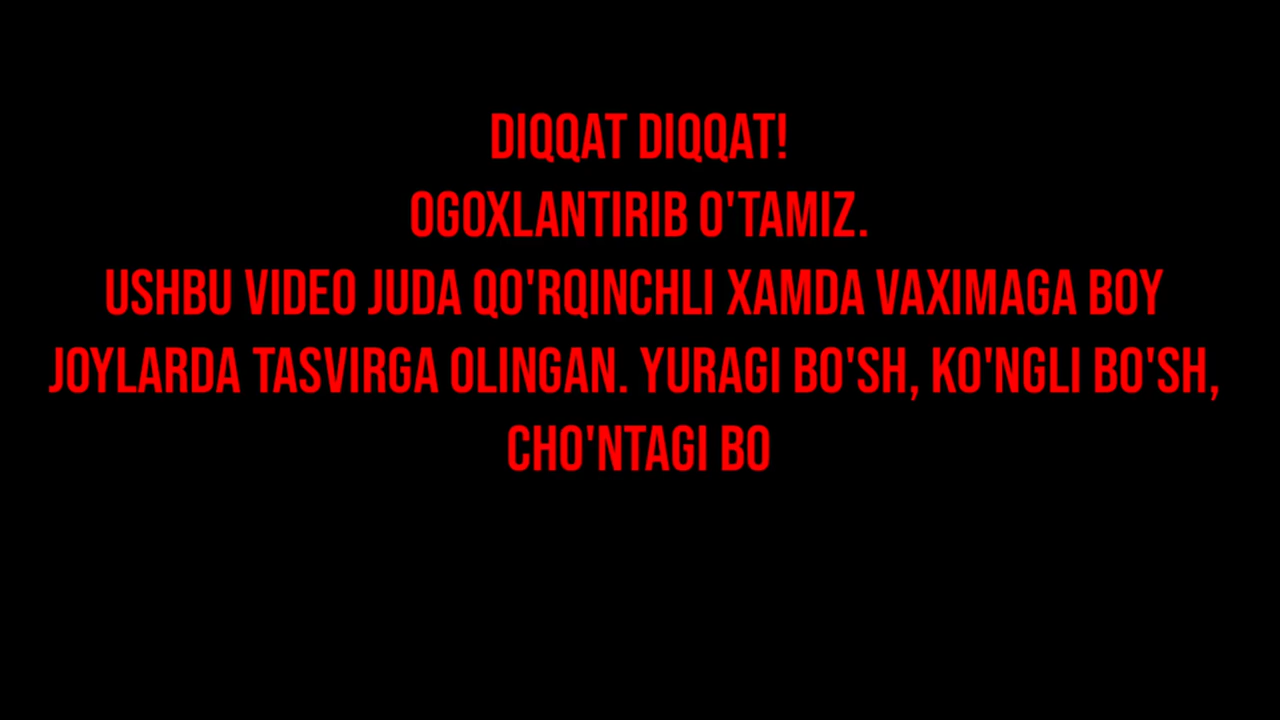 DIQQAT DIQQAT!
OGOXLANTIRIB O'TAMIZ.
USHBU VIDEO JUDA QO'RQINCHLI XAMDA VAXIMAGA BOY
JOYLARDA TASVIRGA OLINGAN. YURAGI BO'SH, KO'NGLI BO'SH,
CHO'NTAGI BO